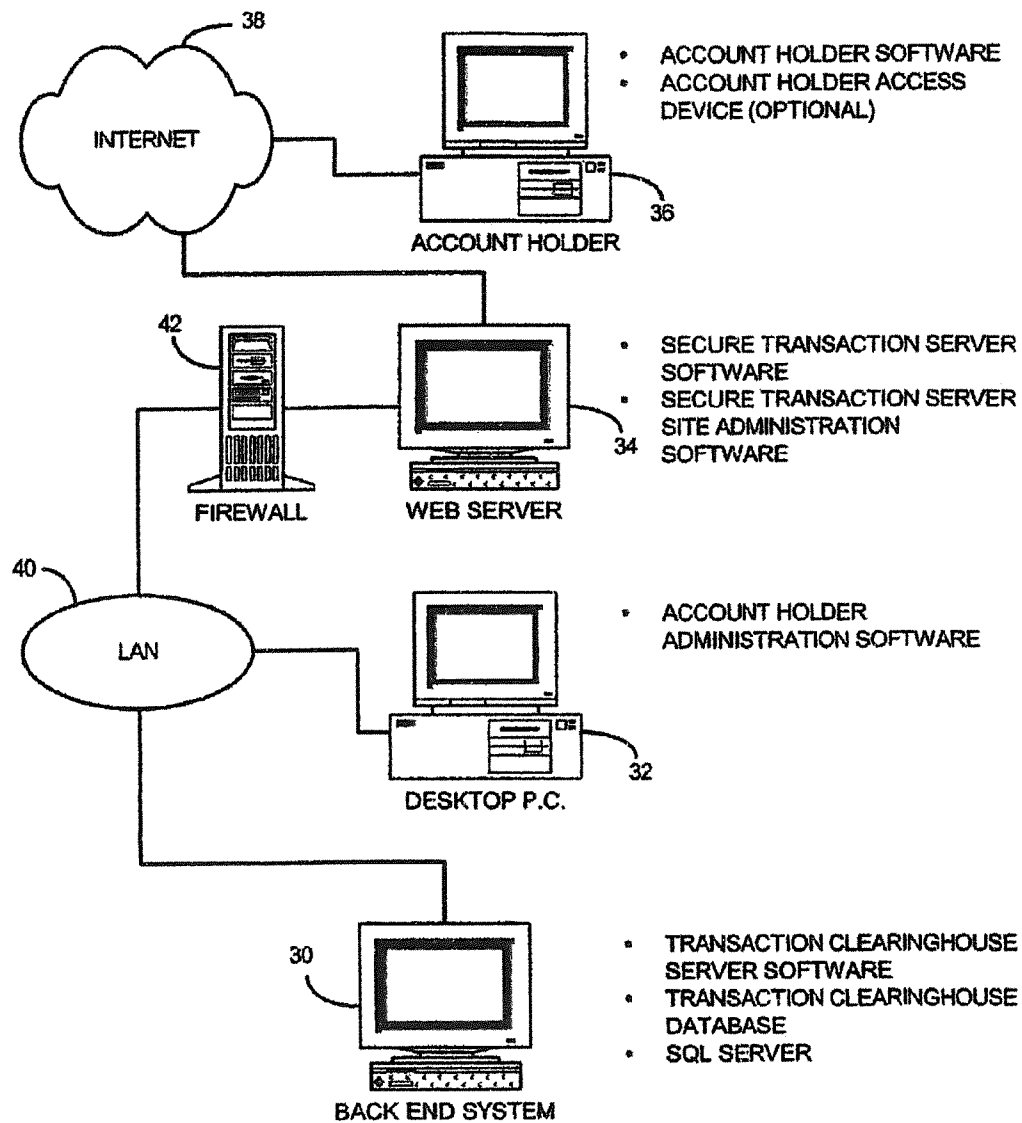 38
INTERNET
• ACCOUNT HOLDER SOFTWARE
• ACCOUNT HOLDER ACCESS
DEVICE (OPTIONAL)
36
ACCOUNT HOLDER
42
FIREWALL
34
WEB SERVER
• SECURE TRANSACTION SERVER
SOFTWARE
• SECURE TRANSACTION SERVER
SITE ADMINISTRATION
SOFTWARE
40
LAN
• ACCOUNT HOLDER
ADMINISTRATION SOFTWARE
32
DESKTOP P.C.
30
BACK END SYSTEM
• TRANSACTION CLEARINGHOUSE
SERVER SOFTWARE
• TRANSACTION CLEARINGHOUSE
DATABASE
• SQL SERVER